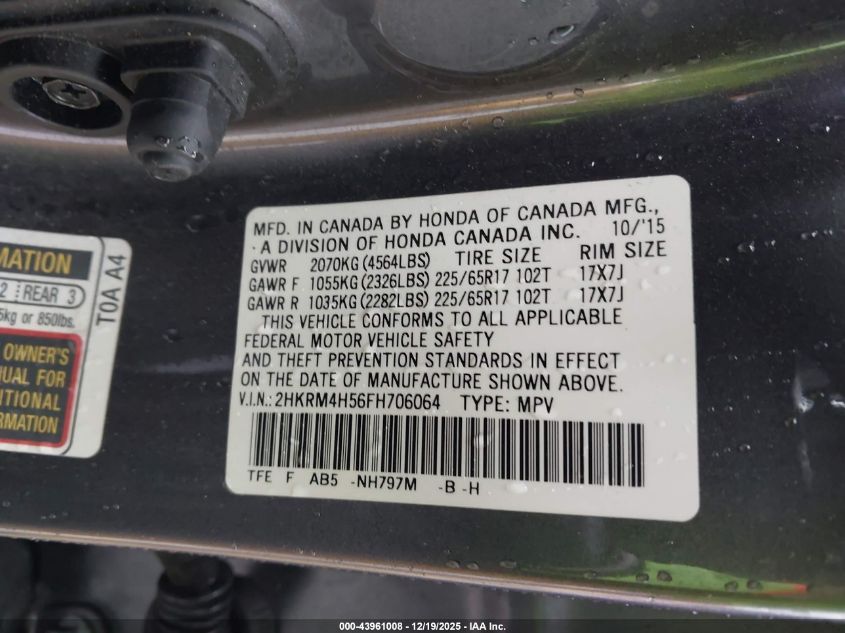 MFD. IN CANADA BY HONDA OF CANADA MFG.,
A DIVISION OF HONDA CANADA INC. 10/'15
GVWR 2070KG (4564LBS) TIRE SIZE RIM SIZE
GAWR F 1055KG (2326LBS) 225/65R17 102T 17X7J
GAWR R 1035KG (2282LBS) 225/65R17 102T 17X7J
THIS VEHICLE CONFORMS TO ALL APPLICABLE
FEDERAL MOTOR VEHICLE SAFETY
AND THEFT PREVENTION STANDARDS IN EFFECT
ON THE DATE OF MANUFACTURE SHOWN ABOVE.
V.I.N.: 2HKRM4H56FH706064 TYPE: MPV
TFE F AB5 -NH797M -B -H
MATION
2 REAR 3
5kg or 850lbs.
OWNER'S
UAL FOR
ITIONAL
RMATION
T0A A4
000-43961008 - 12/19/2025 - IAA Inc.